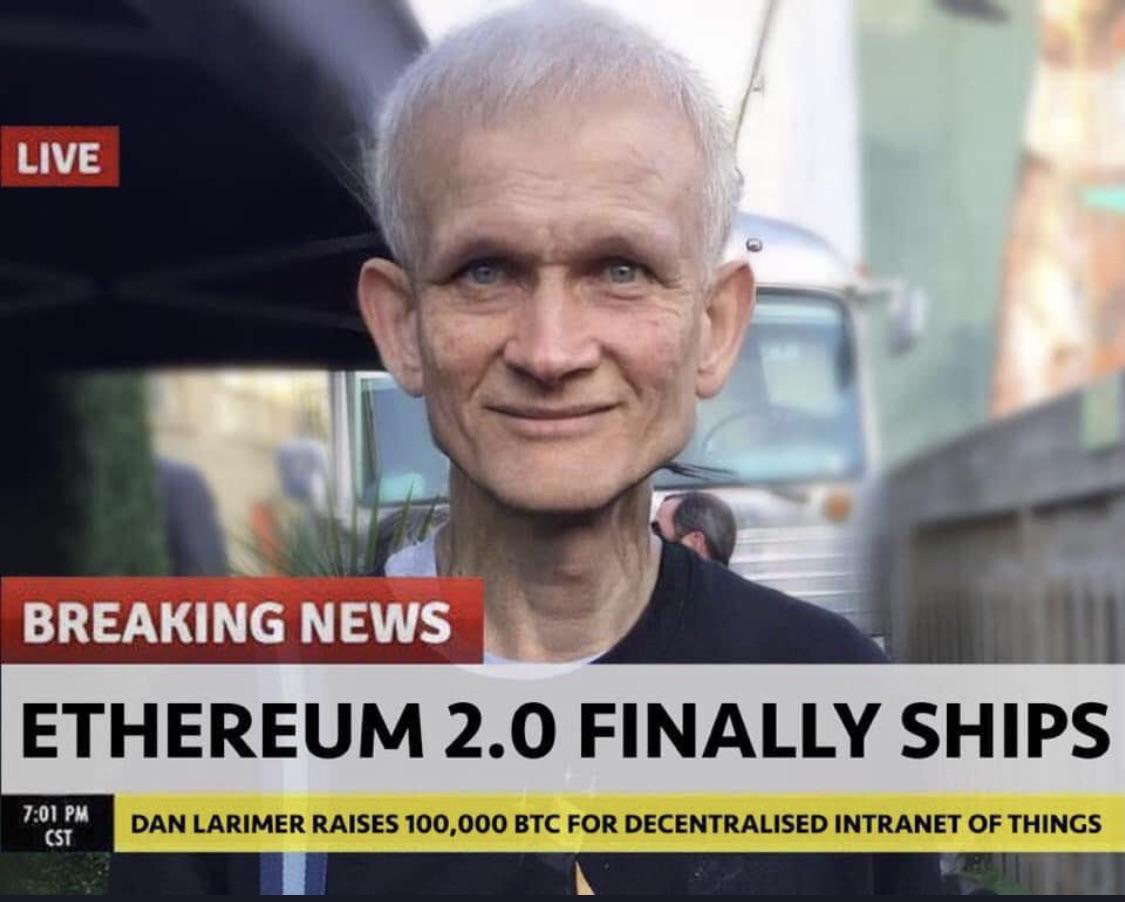 LIVE
BREAKING NEWS
ETHEREUM 2.0 FINALLY SHIPS
7:01 PM
CST
DAN LARIMER RAISES 100,000 BTC FOR DECENTRALISED INTRANET OF THINGS